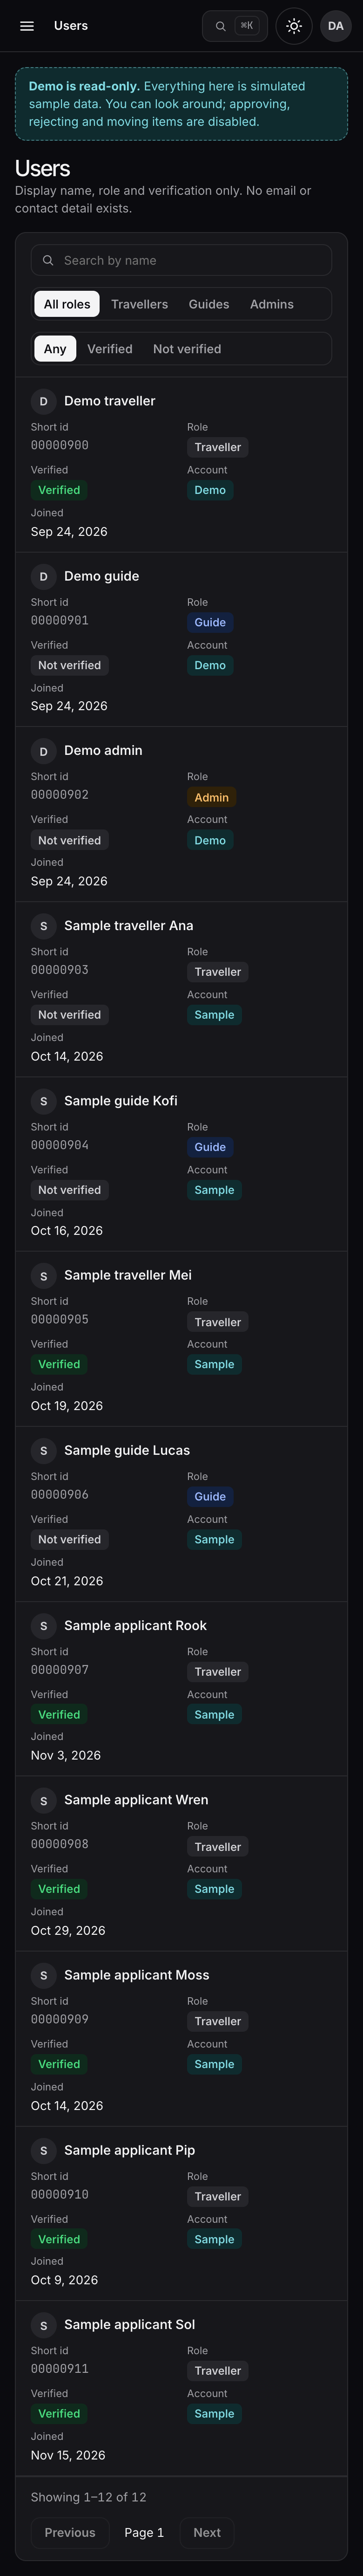 Users
⌘K
DA
Demo is read-only. Everything here is simulated
sample data. You can look around; approving,
rejecting and moving items are disabled.
Users
Display name, role and verification only. No email or
contact detail exists.
Search by name
All roles Travellers Guides Admins
Any Verified Not verified
D Demo traveller
Short id Role
00000900 Traveller
Verified Account
Verified Demo
Joined
Sep 24, 2026
D Demo guide
Short id Role
00000901 Guide
Verified Account
Not verified Demo
Joined
Sep 24, 2026
D Demo admin
Short id Role
00000902 Admin
Verified Account
Not verified Demo
Joined
Sep 24, 2026
S Sample traveller Ana
Short id Role
00000903 Traveller
Verified Account
Not verified Sample
Joined
Oct 14, 2026
S Sample guide Kofi
Short id Role
00000904 Guide
Verified Account
Not verified Sample
Joined
Oct 16, 2026
S Sample traveller Mei
Short id Role
00000905 Traveller
Verified Account
Verified Sample
Joined
Oct 19, 2026
S Sample guide Lucas
Short id Role
00000906 Guide
Verified Account
Not verified Sample
Joined
Oct 21, 2026
S Sample applicant Rook
Short id Role
00000907 Traveller
Verified Account
Verified Sample
Joined
Nov 3, 2026
S Sample applicant Wren
Short id Role
00000908 Traveller
Verified Account
Verified Sample
Joined
Oct 29, 2026
S Sample applicant Moss
Short id Role
00000909 Traveller
Verified Account
Verified Sample
Joined
Oct 14, 2026
S Sample applicant Pip
Short id Role
00000910 Traveller
Verified Account
Verified Sample
Joined
Oct 9, 2026
S Sample applicant Sol
Short id Role
00000911 Traveller
Verified Account
Verified Sample
Joined
Nov 15, 2026
Showing 1–12 of 12
Previous Page 1 Next